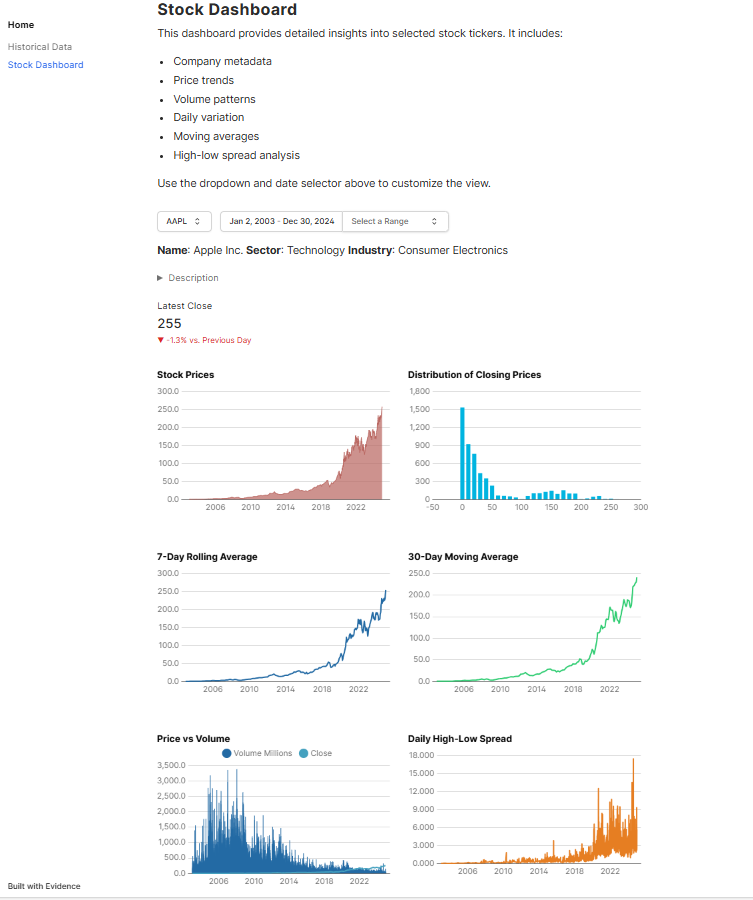 Stock Dashboard
Home
This dashboard provides detailed insights into selected stock tickers. It includes:
Historical Data
Stock Dashboard
• Company metadata
• Price trends
• Volume patterns
• Daily variation
• Moving averages
• High-low spread analysis
Use the dropdown and date selector above to customize the view.
AAPL Jan 2, 2003 - Dec 30, 2024 Select a Range
Name: Apple Inc. Sector: Technology Industry: Consumer Electronics
▶ Description
Latest Close
255
▼ -1.3% vs. Previous Day
Stock Prices
300.0
250.0
200.0
150.0
100.0
50.0
0.0
2006 2010 2014 2018 2022
Distribution of Closing Prices
1,800
1,500
1,200
900
600
300
0
-50 0 50 100 150 200 250 300
7-Day Rolling Average
300.0
250.0
200.0
150.0
100.0
50.0
0.0
2006 2010 2014 2018 2022
30-Day Moving Average
250.0
200.0
150.0
100.0
50.0
0.0
2006 2010 2014 2018 2022
Price vs Volume
Volume Millions Close
3,500.0
3,000.0
2,500.0
2,000.0
1,500.0
1,000.0
500.0
0.0
2006 2010 2014 2018 2022
Daily High-Low Spread
18.000
15.000
12.000
9.000
6.000
3.000
0.000
2006 2010 2014 2018 2022
Built with Evidence